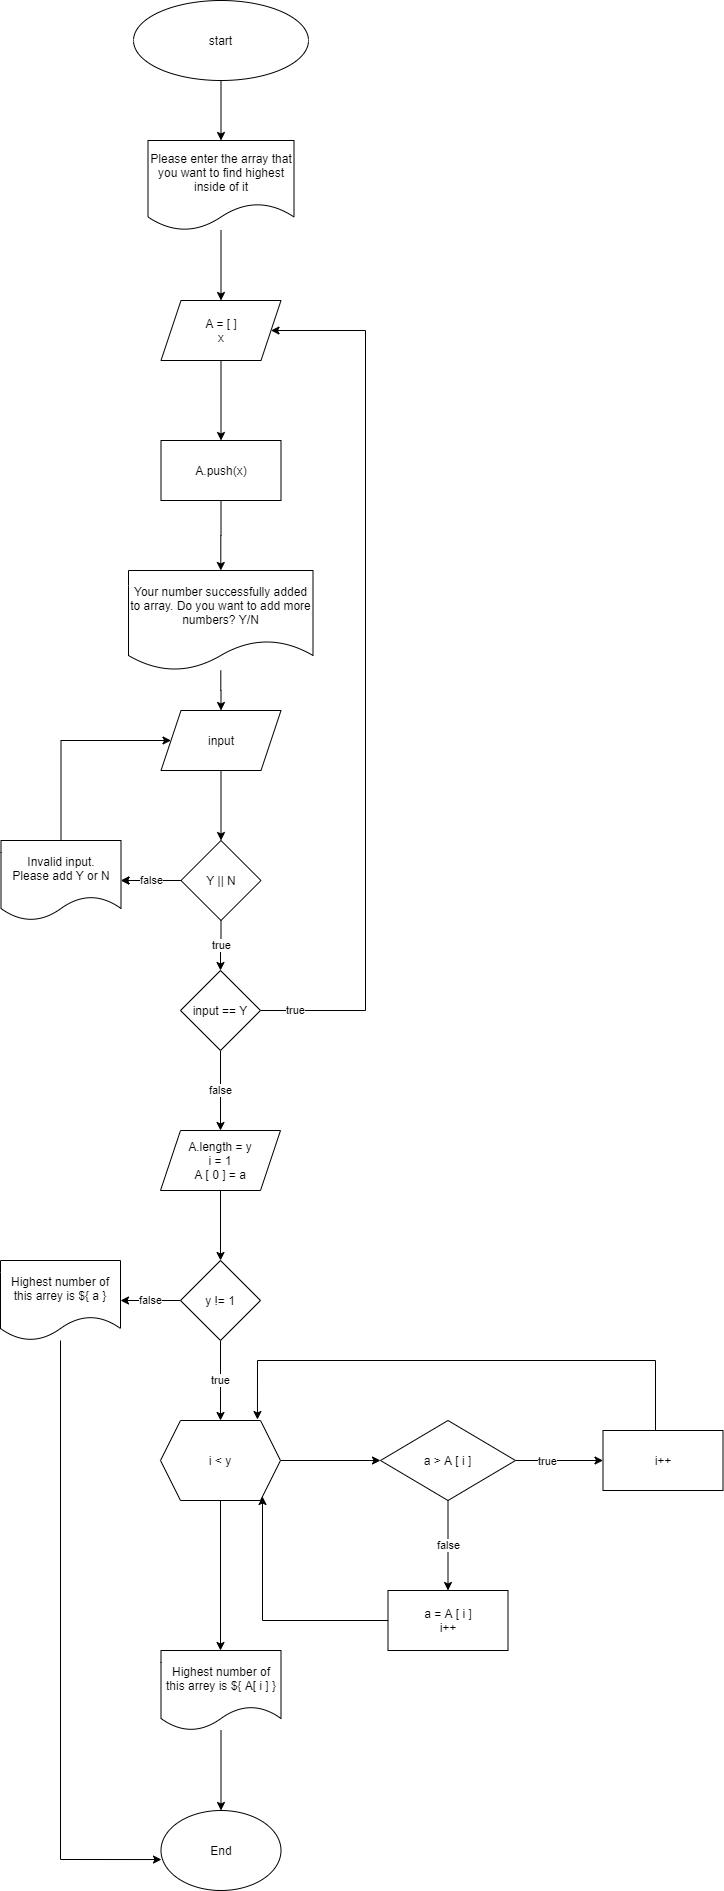 start
Please enter the array that
you want to find highest
inside of it
A = [ ]
x
A.push(x)
Your number successfully added
to array. Do you want to add more
numbers? Y/N
input
Invalid input.
Please add Y or N
false
Y || N
true
input == Y
true
false
A.length = y
i = 1
A [ 0 ] = a
Highest number of
this arrey is ${ a }
false
y != 1
true
i < y
a > A [ i ]
true
i++
false
a = A [ i ]
i++
Highest number of
this arrey is ${ A[ i ] }
End